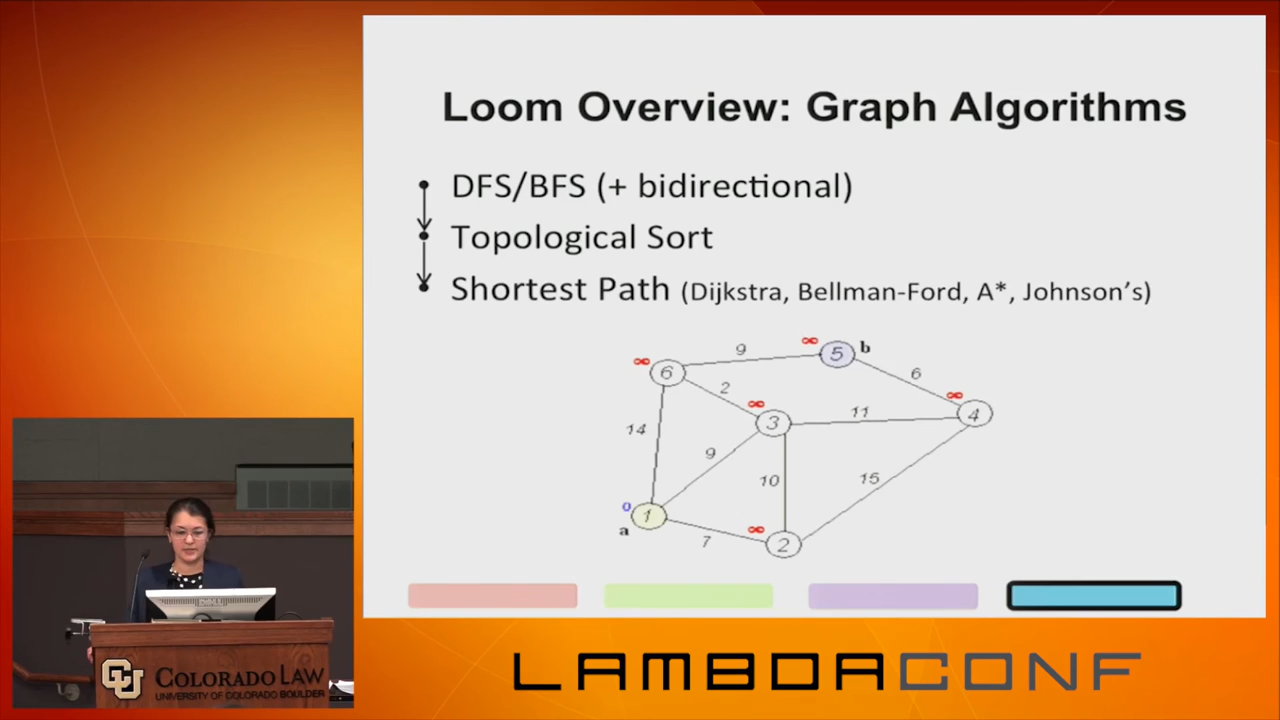 Loom Overview: Graph Algorithms
DFS/BFS (+ bidirectional)
Topological Sort
Shortest Path (Dijkstra, Bellman-Ford, A*, Johnson's)
∞ 9 ∞ 5 b
∞ 6 2 ∞ 6 ∞
3 11 4
14 9 10 15
0 1 ∞
a 7 2
CU COLORADO LAW
UNIVERSITY OF COLORADO BOULDER
LAMBDACONF